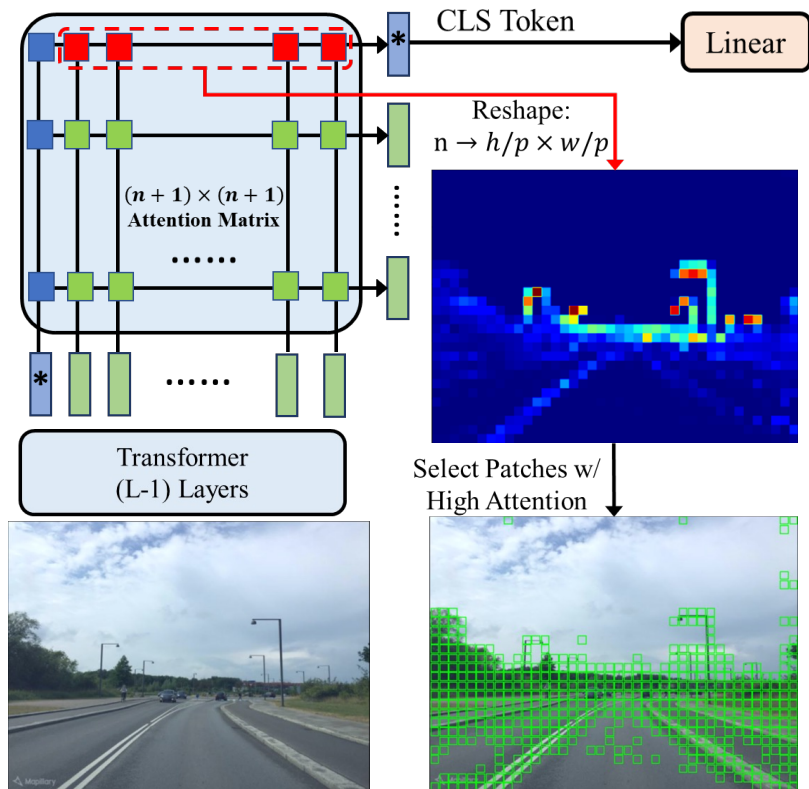 *
CLS Token
Linear
Reshape:
n → h/p × w/p
(n + 1) × (n + 1)
Attention Matrix
......
......
*
......
Transformer
(L-1) Layers
Select Patches w/
High Attention
Mapillary